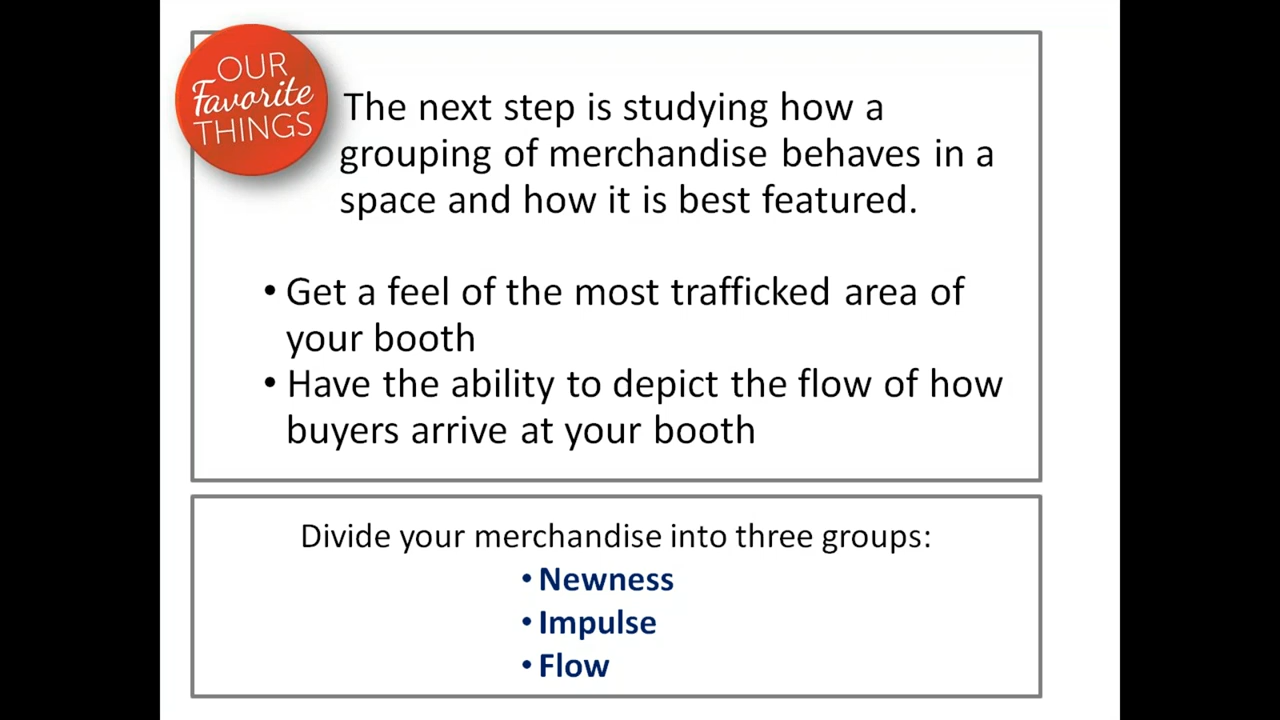 OUR
Favorite
THINGS
The next step is studying how a
grouping of merchandise behaves in a
space and how it is best featured.
• Get a feel of the most trafficked area of
your booth
• Have the ability to depict the flow of how
buyers arrive at your booth
Divide your merchandise into three groups:
• Newness
• Impulse
• Flow